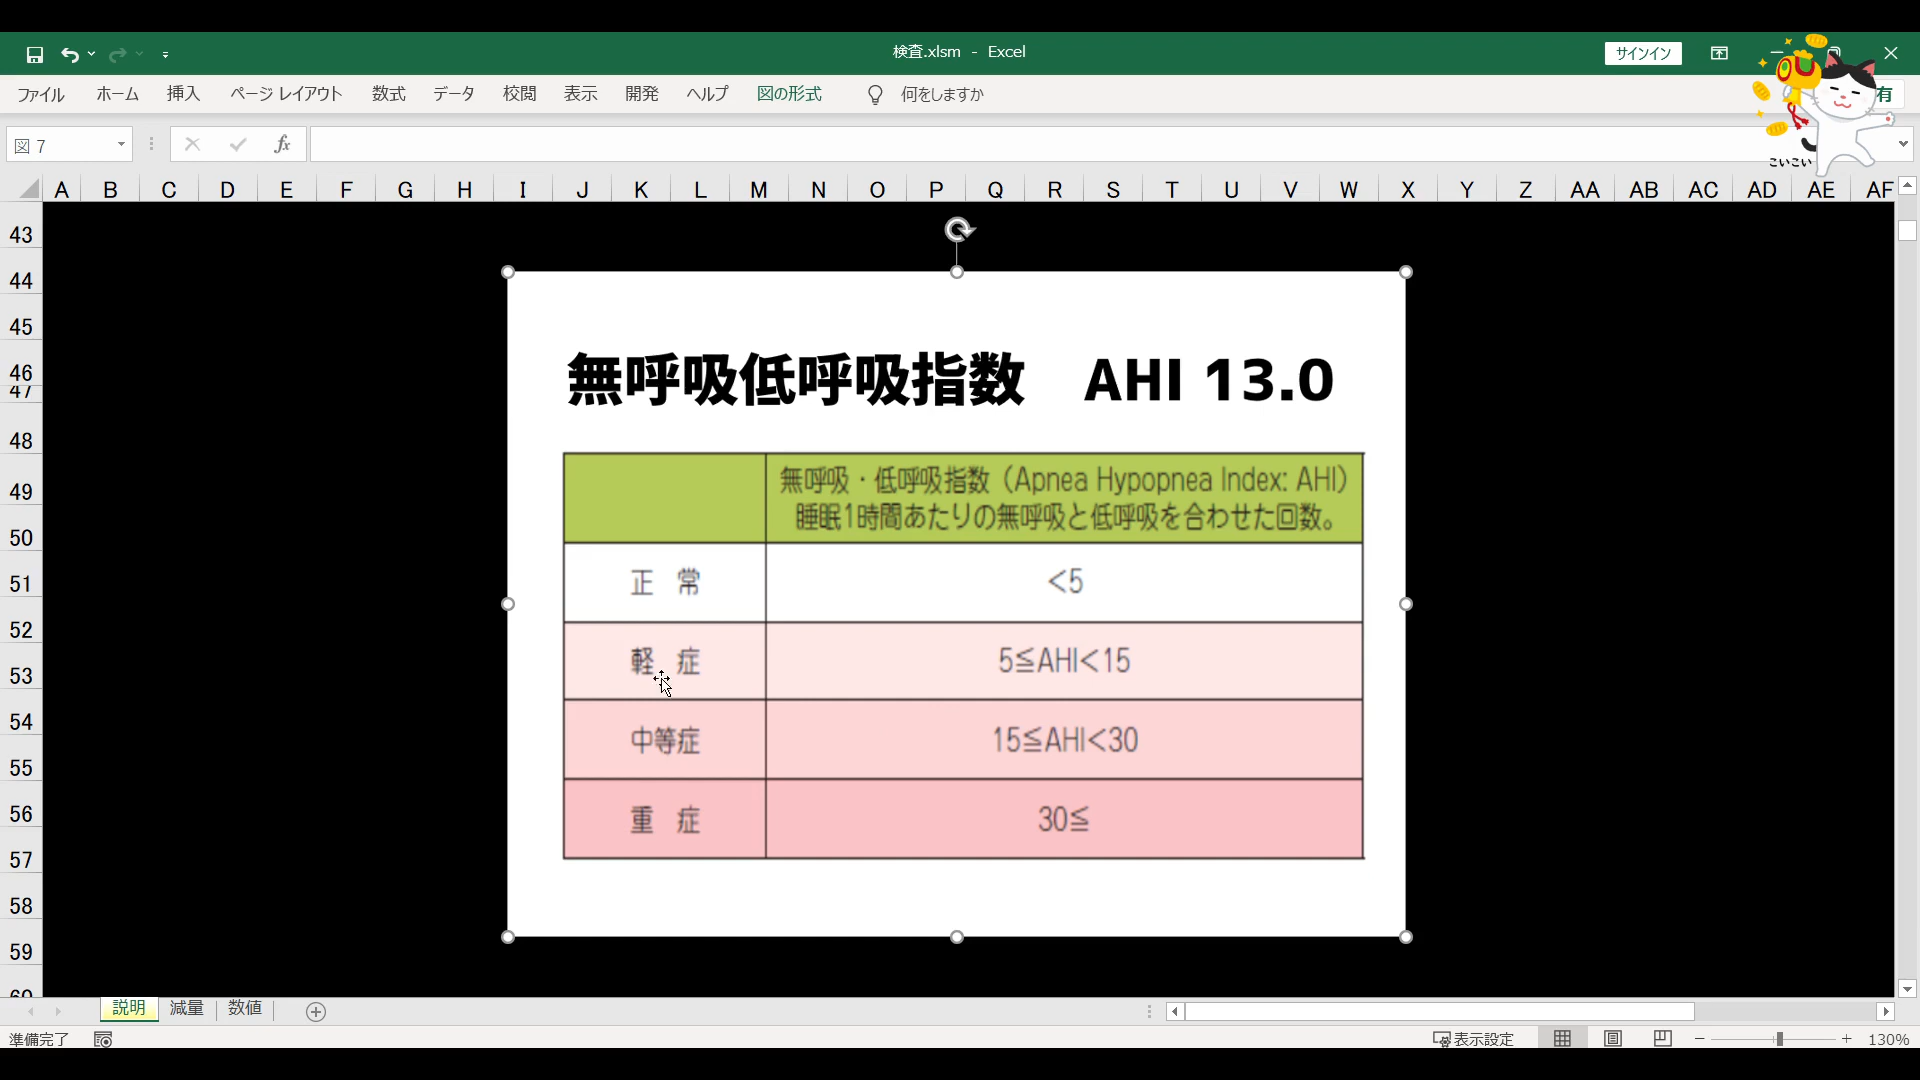 検査.xlsm - Excel
サインイン
ファイル ホーム 挿入 ページ レイアウト 数式 データ 校閲 表示 開発 ヘルプ 図の形式 何をしますか 有
図 7
fx
こいこい
A B C D E F G H I J K L M N O P Q R S T U V W X Y Z AA AB AC AD AE AF
43
44
45
46
47
48
49
50
51
52
53
54
55
56
57
58
59
60
無呼吸低呼吸指数 AHI 13.0
無呼吸・低呼吸指数（Apnea Hypopnea Index: AHI）
睡眠1時間あたりの無呼吸と低呼吸を合わせた回数。
正 常 <5
軽 症 5≦AHI<15
中等症 15≦AHI<30
重 症 30≦
説明 減量 数値
準備完了 表示設定 130%